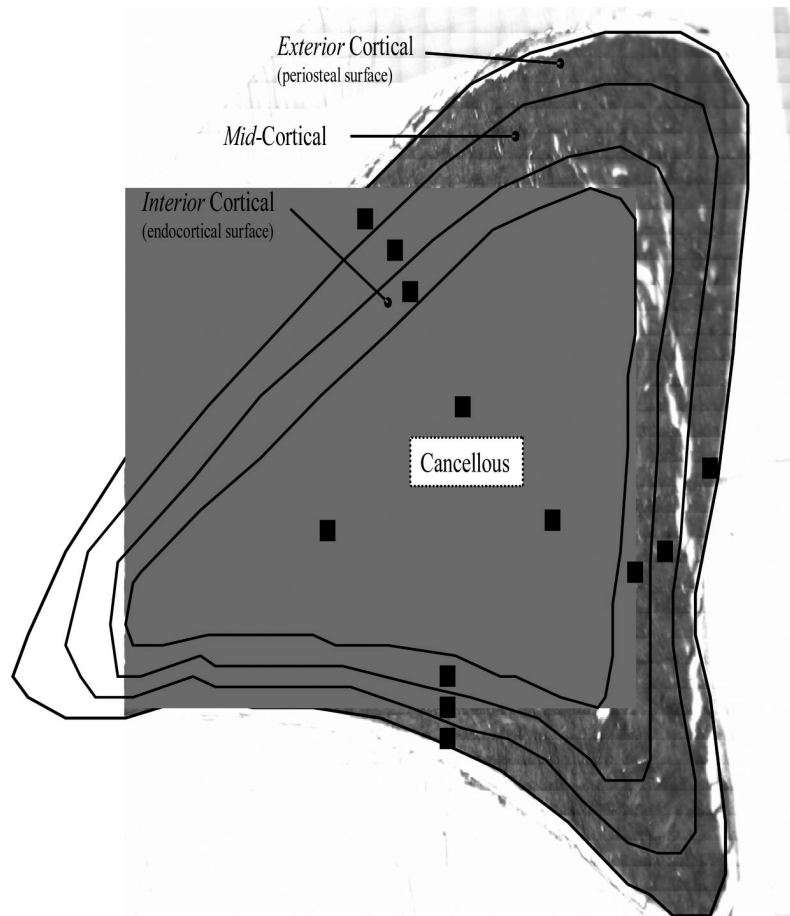 Exterior Cortical
(periosteal surface)
Mid-Cortical
Interior Cortical
(endocortical surface)
Cancellous